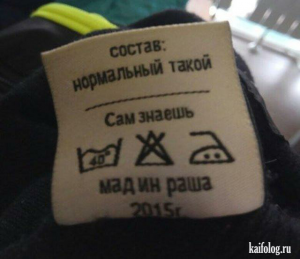 состав:
нормальный такой
Сам знаешь
40°
мад ин раша
2015г
kaifolog.ru